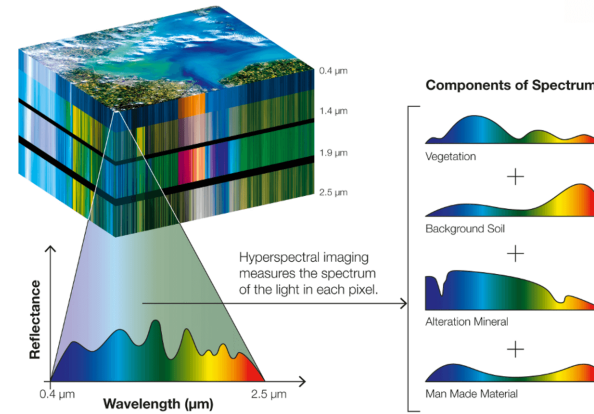 0.4 µm
1.4 µm
1.9 µm
2.5 µm
Components of Spectrum
Vegetation
+
Background Soil
+
Alteration Mineral
+
Man Made Material
Hyperspectral imaging
measures the spectrum
of the light in each pixel.
Reflectance
0.4 µm
2.5 µm
Wavelength (µm)